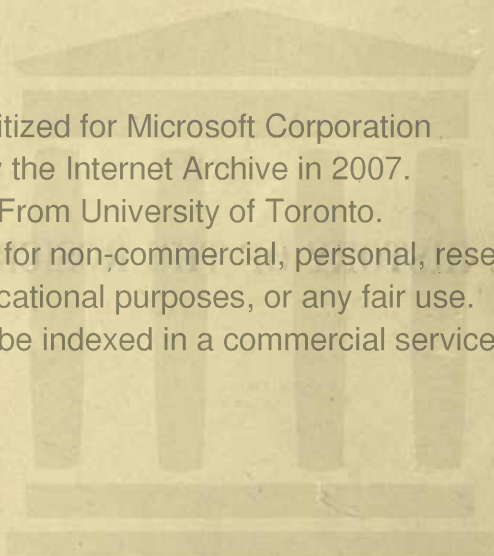 itized for Microsoft Corporation
the Internet Archive in 2007.
From University of Toronto.
for non-commercial, personal, rese
cational purposes, or any fair use.
be indexed in a commercial service